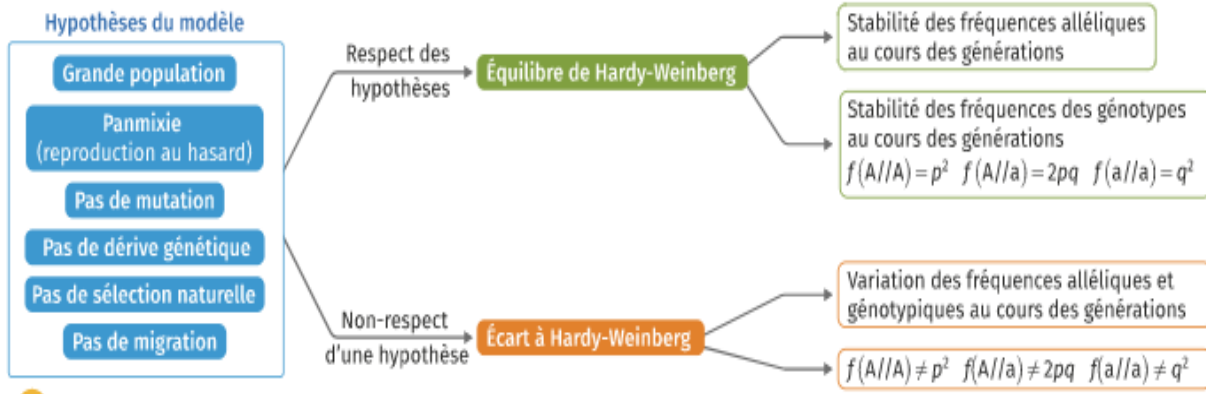 Hypothèses du modèle
Grande population
Panmixie
(reproduction au hasard)
Pas de mutation
Pas de dérive génétique
Pas de sélection naturelle
Pas de migration
Respect des
hypothèses
Équilibre de Hardy-Weinberg
Stabilité des fréquences alléliques
au cours des générations
Stabilité des fréquences des génotypes
au cours des générations
f(A//A) = p² f(A//a) = 2pq f(a//a) = q²
Non-respect
d'une hypothèse
Écart à Hardy-Weinberg
Variation des fréquences alléliques et
génotypiques au cours des générations
f(A//A) ≠ p² f(A//a) ≠ 2pq f(a//a) ≠ q²